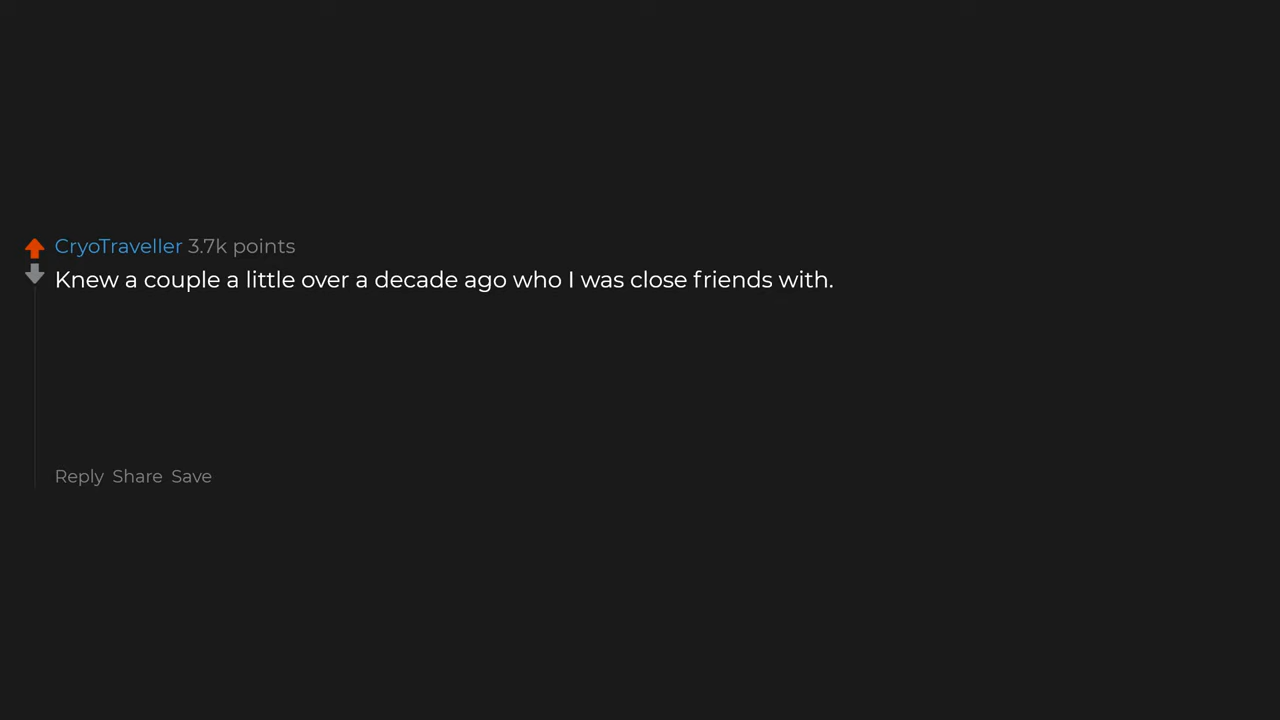 CryoTraveller 3.7k points
Knew a couple a little over a decade ago who I was close friends with.
Reply Share Save